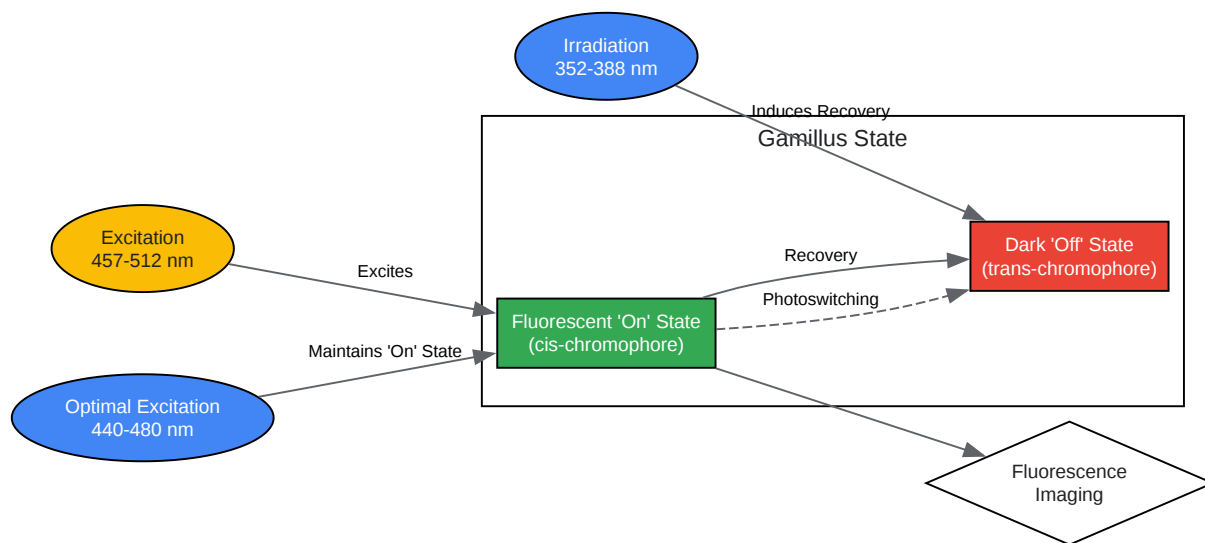 Irradiation
352-388 nm
Induces Recovery
Gamillus State
Excitation
457-512 nm
Excites
Dark 'Off' State
(trans-chromophore)
Recovery
Photoswitching
Fluorescent 'On' State
(cis-chromophore)
Maintains 'On' State
Optimal Excitation
440-480 nm
Fluorescence
Imaging